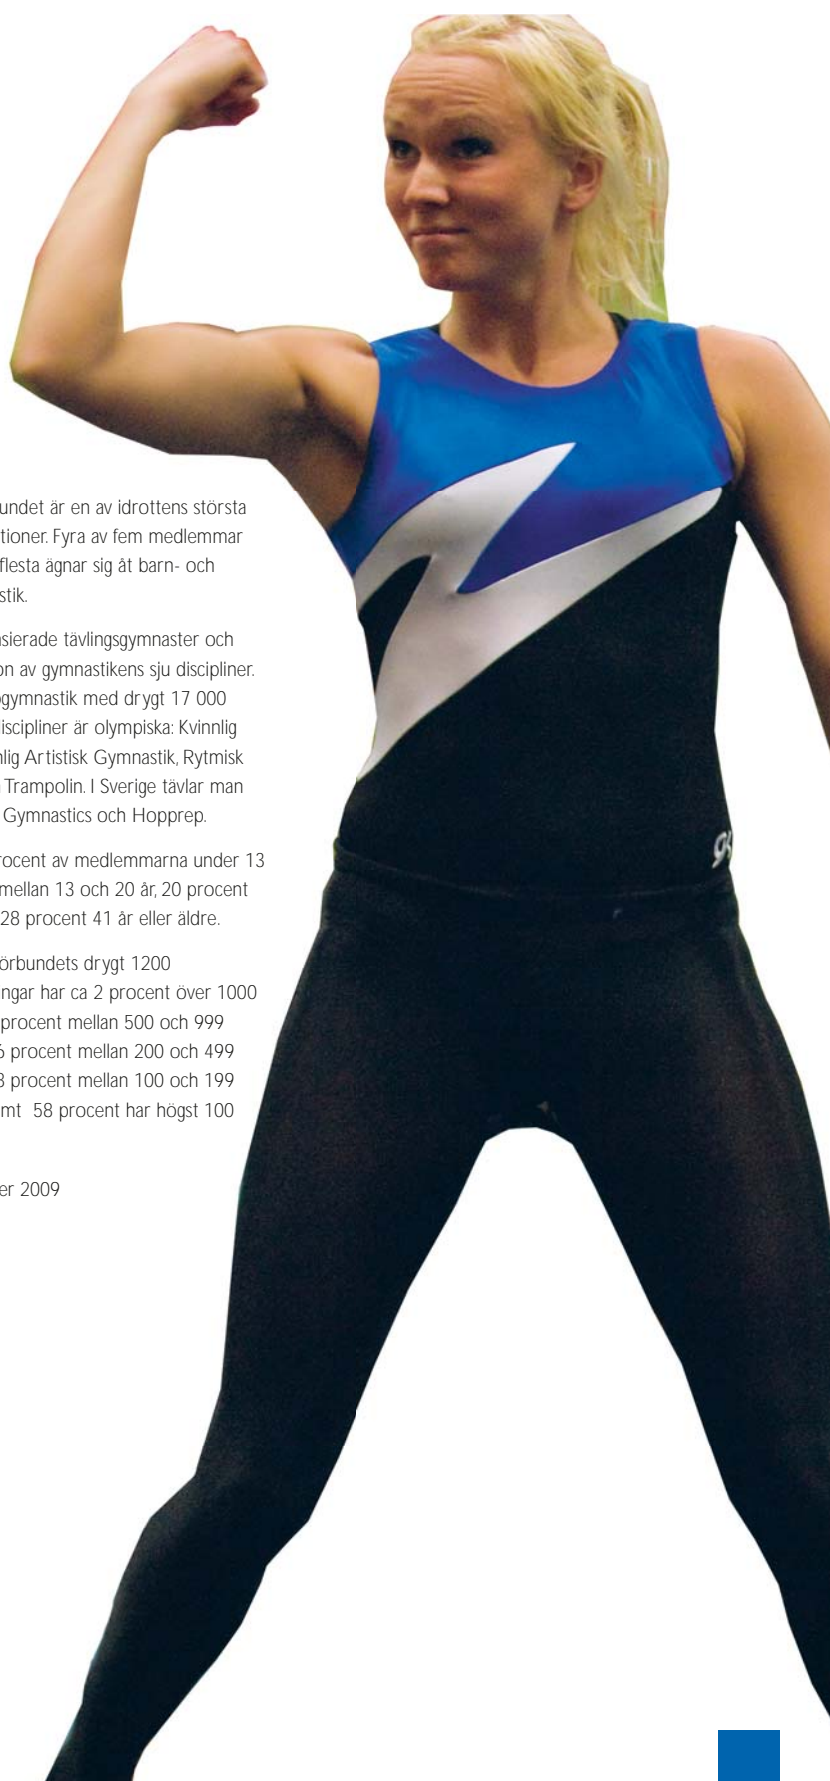 undet är en av idrottens största
tioner. Fyra av fem medlemmar
flesta ägnar sig åt barn- och
stik.
sierade tävlingsgymnaster och
on av gymnastikens sju discipliner.
gymnastik med drygt 17 000
discipliner är olympiska: Kvinnlig
lig Artistisk Gymnastik, Rytmisk
Trampolin. I Sverige tävlar man
Gymnastics och Hopprep.
rocent av medlemmarna under 13
mellan 13 och 20 år, 20 procent
28 procent 41 år eller äldre.
örbundets drygt 1200
ngar har ca 2 procent över 1000
procent mellan 500 och 999
procent mellan 200 och 499
procent mellan 100 och 199
mt 58 procent har högst 100
er 2009